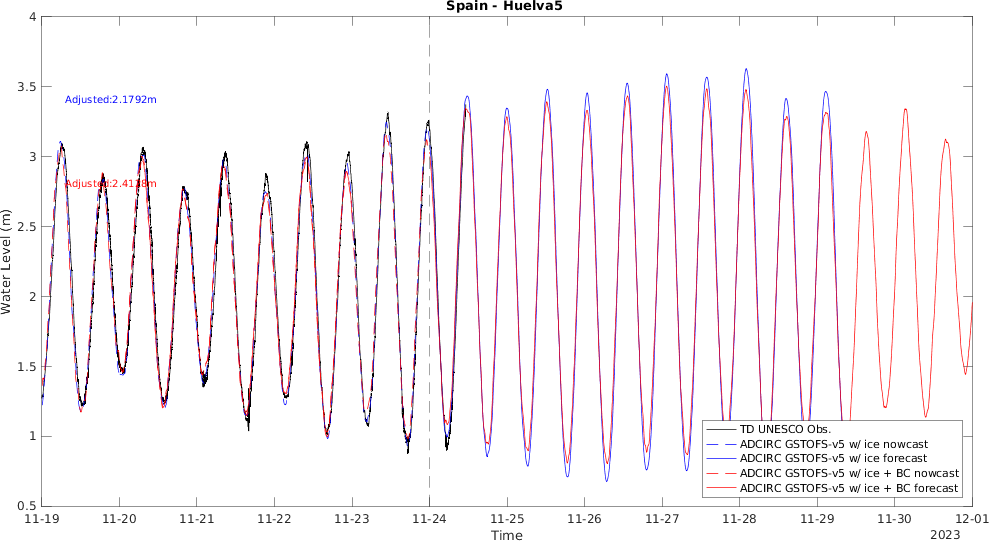 Spain - Huelva5
4
3.5
3
2.5
2
1.5
1
0.5
Water Level (m)
Adjusted:2.1792m
Adjusted:2.4118m
TD UNESCO Obs.
ADCIRC GSTOFS-v5 w/ ice nowcast
ADCIRC GSTOFS-v5 w/ ice forecast
ADCIRC GSTOFS-v5 w/ ice + BC nowcast
ADCIRC GSTOFS-v5 w/ ice + BC forecast
11-19 11-20 11-21 11-22 11-23 11-24 11-25 11-26 11-27 11-28 11-29 11-30 12-01
Time
2023